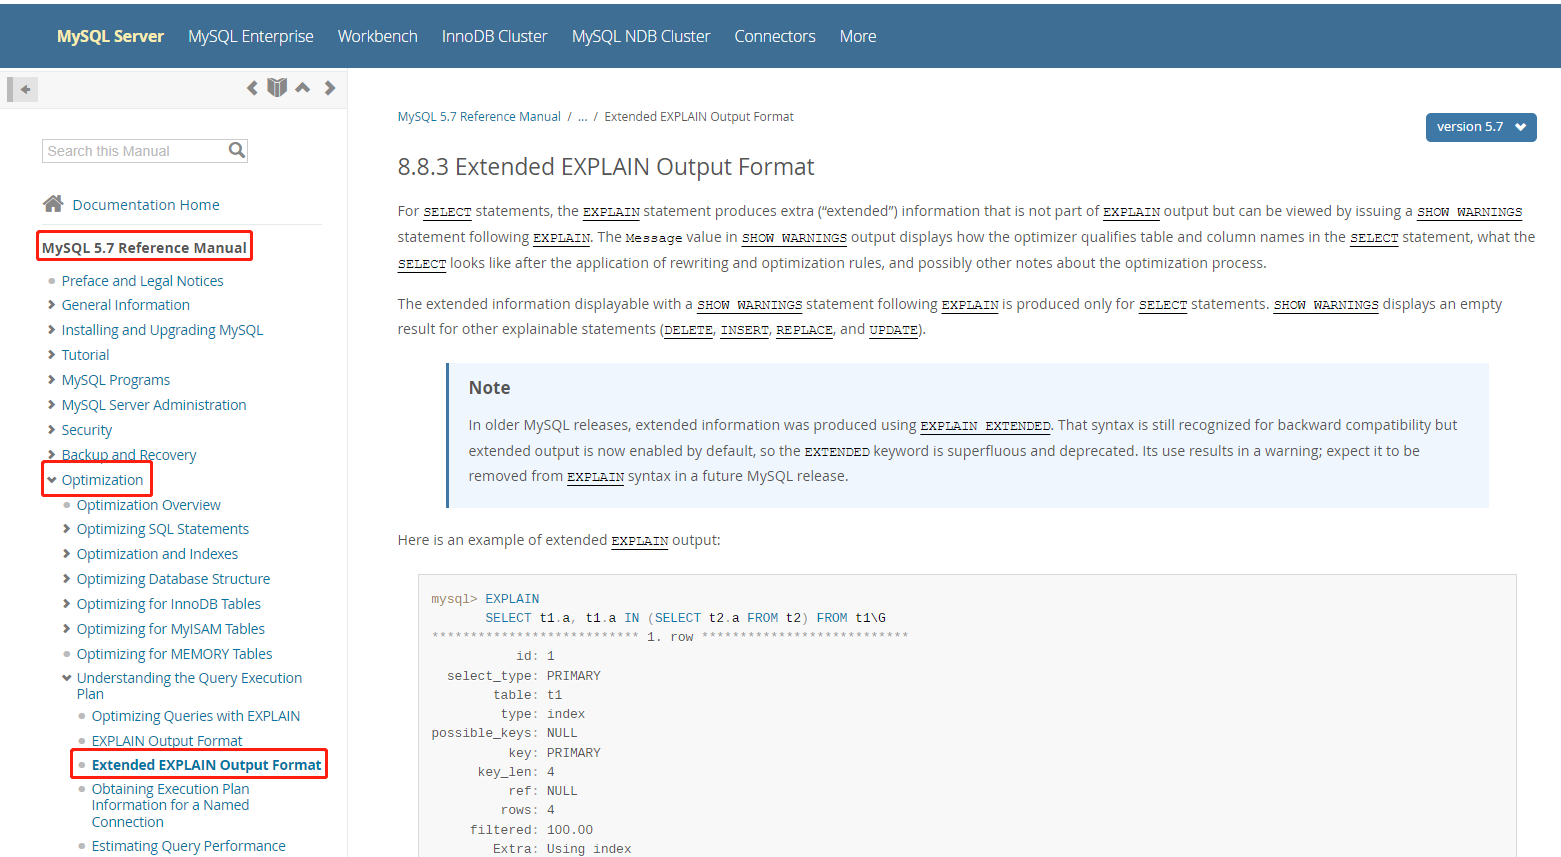 MySQL Server MySQL Enterprise Workbench InnoDB Cluster MySQL NDB Cluster Connectors More
Search this Manual
Documentation Home
MySQL 5.7 Reference Manual
Preface and Legal Notices
General Information
Installing and Upgrading MySQL
Tutorial
MySQL Programs
MySQL Server Administration
Security
Backup and Recovery
Optimization
Optimization Overview
Optimizing SQL Statements
Optimization and Indexes
Optimizing Database Structure
Optimizing for InnoDB Tables
Optimizing for MyISAM Tables
Optimizing for MEMORY Tables
Understanding the Query Execution
Plan
Optimizing Queries with EXPLAIN
EXPLAIN Output Format
Extended EXPLAIN Output Format
Obtaining Execution Plan
Information for a Named
Connection
Estimating Query Performance
MySQL 5.7 Reference Manual / ... / Extended EXPLAIN Output Format
version 5.7
8.8.3 Extended EXPLAIN Output Format
For SELECT statements, the EXPLAIN statement produces extra (“extended”) information that is not part of EXPLAIN output but can be viewed by issuing a SHOW WARNINGS
statement following EXPLAIN. The Message value in SHOW WARNINGS output displays how the optimizer qualifies table and column names in the SELECT statement, what the
SELECT looks like after the application of rewriting and optimization rules, and possibly other notes about the optimization process.
The extended information displayable with a SHOW WARNINGS statement following EXPLAIN is produced only for SELECT statements. SHOW WARNINGS displays an empty
result for other explainable statements (DELETE, INSERT, REPLACE, and UPDATE).
Note
In older MySQL releases, extended information was produced using EXPLAIN EXTENDED. That syntax is still recognized for backward compatibility but
extended output is now enabled by default, so the EXTENDED keyword is superfluous and deprecated. Its use results in a warning; expect it to be
removed from EXPLAIN syntax in a future MySQL release.
Here is an example of extended EXPLAIN output:
mysql> EXPLAIN
SELECT t1.a, t1.a IN (SELECT t2.a FROM t2) FROM t1\G
*************************** 1. row ***************************
id: 1
select_type: PRIMARY
table: t1
type: index
possible_keys: NULL
key: PRIMARY
key_len: 4
ref: NULL
rows: 4
filtered: 100.00
Extra: Using index